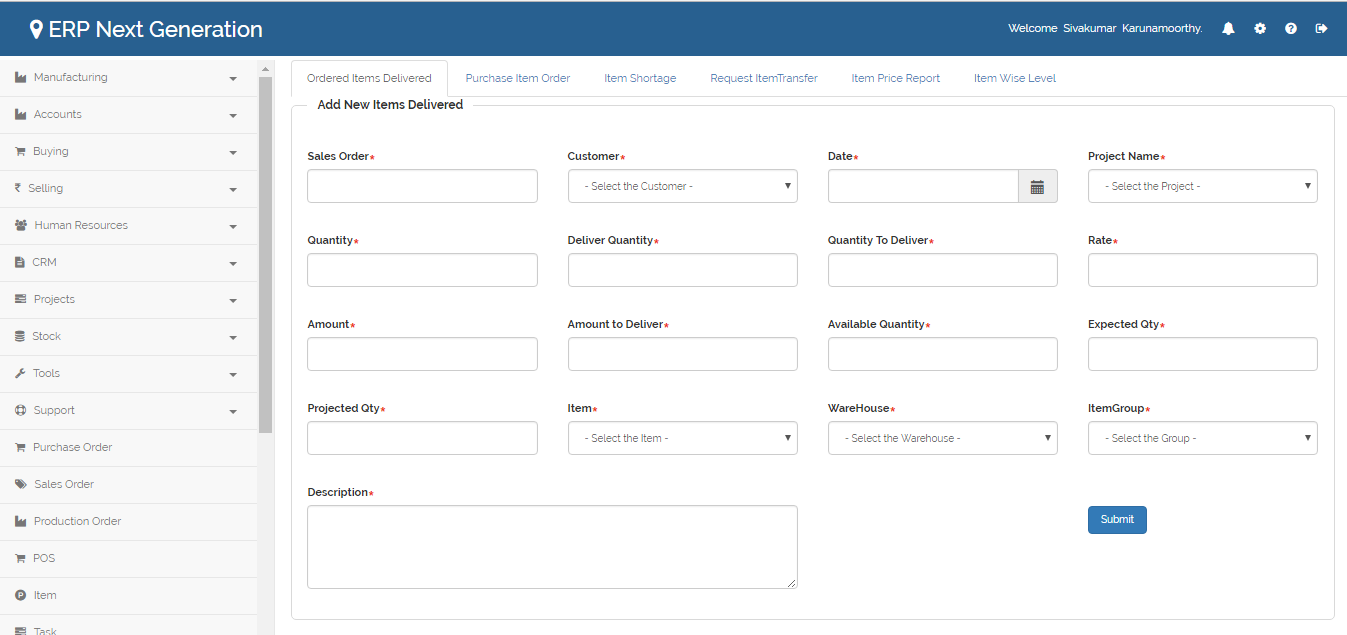 ERP Next Generation
Welcome Sivakumar Karunamoorthy.
Manufacturing
Accounts
Buying
Selling
Human Resources
CRM
Projects
Stock
Tools
Support
Purchase Order
Sales Order
Production Order
POS
Item
Task
Ordered Items Delivered Purchase Item Order Item Shortage Request ItemTransfer Item Price Report Item Wise Level
Add New Items Delivered
Sales Order* Customer* Date* Project Name*
- Select the Customer - - Select the Project -
Quantity* Deliver Quantity* Quantity To Deliver* Rate*
Amount* Amount to Deliver* Available Quantity* Expected Qty*
Projected Qty* Item* WareHouse* ItemGroup*
- Select the Item - - Select the Warehouse - - Select the Group -
Description*
Submit